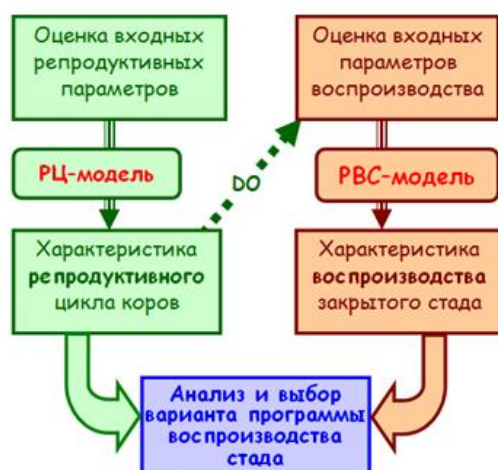 Оценка входных
репродуктивных
параметров
РЦ-модель
Характеристика
репродуктивного
цикла коров
DO
Оценка входных
параметров
воспроизводства
РВС-модель
Характеристика
воспроизводства
закрытого стада
Анализ и выбор
варианта программы
воспроизводства
стада